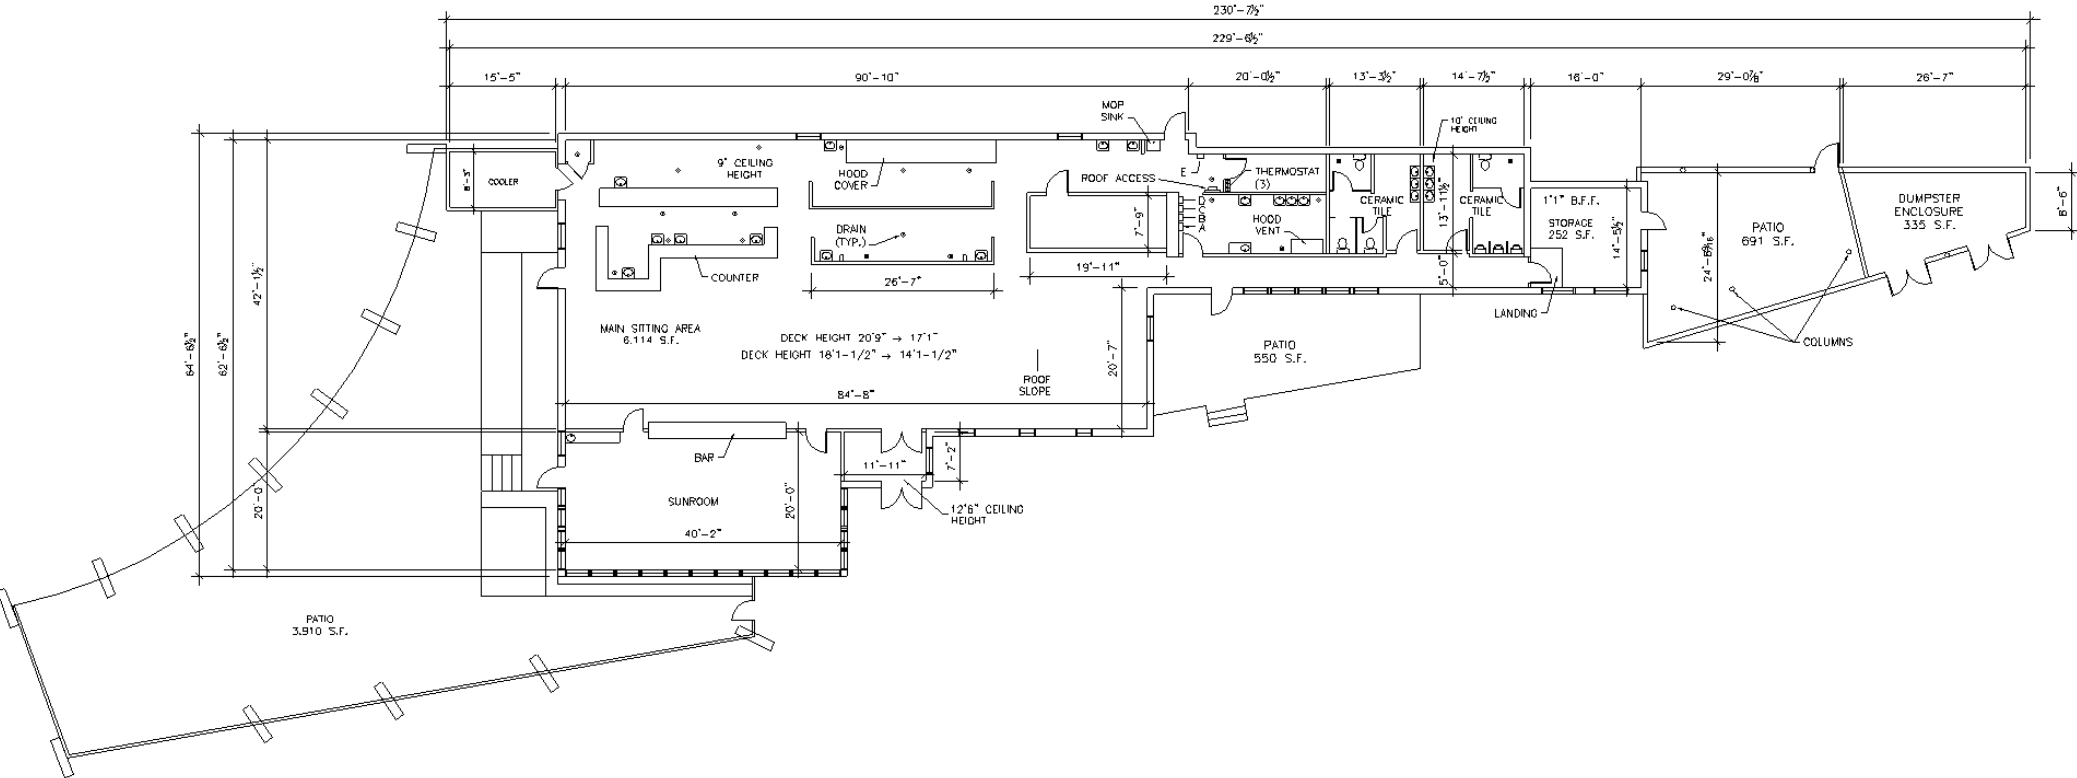 230'-7½"
229'-6½"
15'-5"
90'-10"
20'-0½"
13'-3½"
14'-7½"
16'-0"
29'-0⅞"
26'-7"
MOP
SINK
10' CEILING
HEIGHT
9' CEILING
HEIGHT
HOOD
COVER
E
ROOF ACCESS
THERMOSTAT
(3)
COOLER
8'-3"
CERAMIC
TILE
13'-11½"
CERAMIC
TILE
1'1" B.F.F.
STORAGE
252 S.F.
14'-5½"
DUMPSTER
ENCLOSURE
335 S.F.
8'-6"
D
C
B
A
7'-9"
HOOD
VENT
DRAIN
(TYP.)
PATIO
691 S.F.
COUNTER
26'-7"
19'-11"
5'-0"
42'-1½"
LANDING
COLUMNS
MAIN SITTING AREA
6.114 S.F.
DECK HEIGHT 20'9" → 17'1"
DECK HEIGHT 18'1-1/2" → 14'1-1/2"
PATIO
550 S.F.
64'-6½"
62'-6½"
20'-7"
ROOF
SLOPE
84'-8"
BAR
11'-11"
7'-2"
20'-0"
SUNROOM
20'-0"
12'6" CEILING
HEIGHT
40'-2"
PATIO
3.910 S.F.